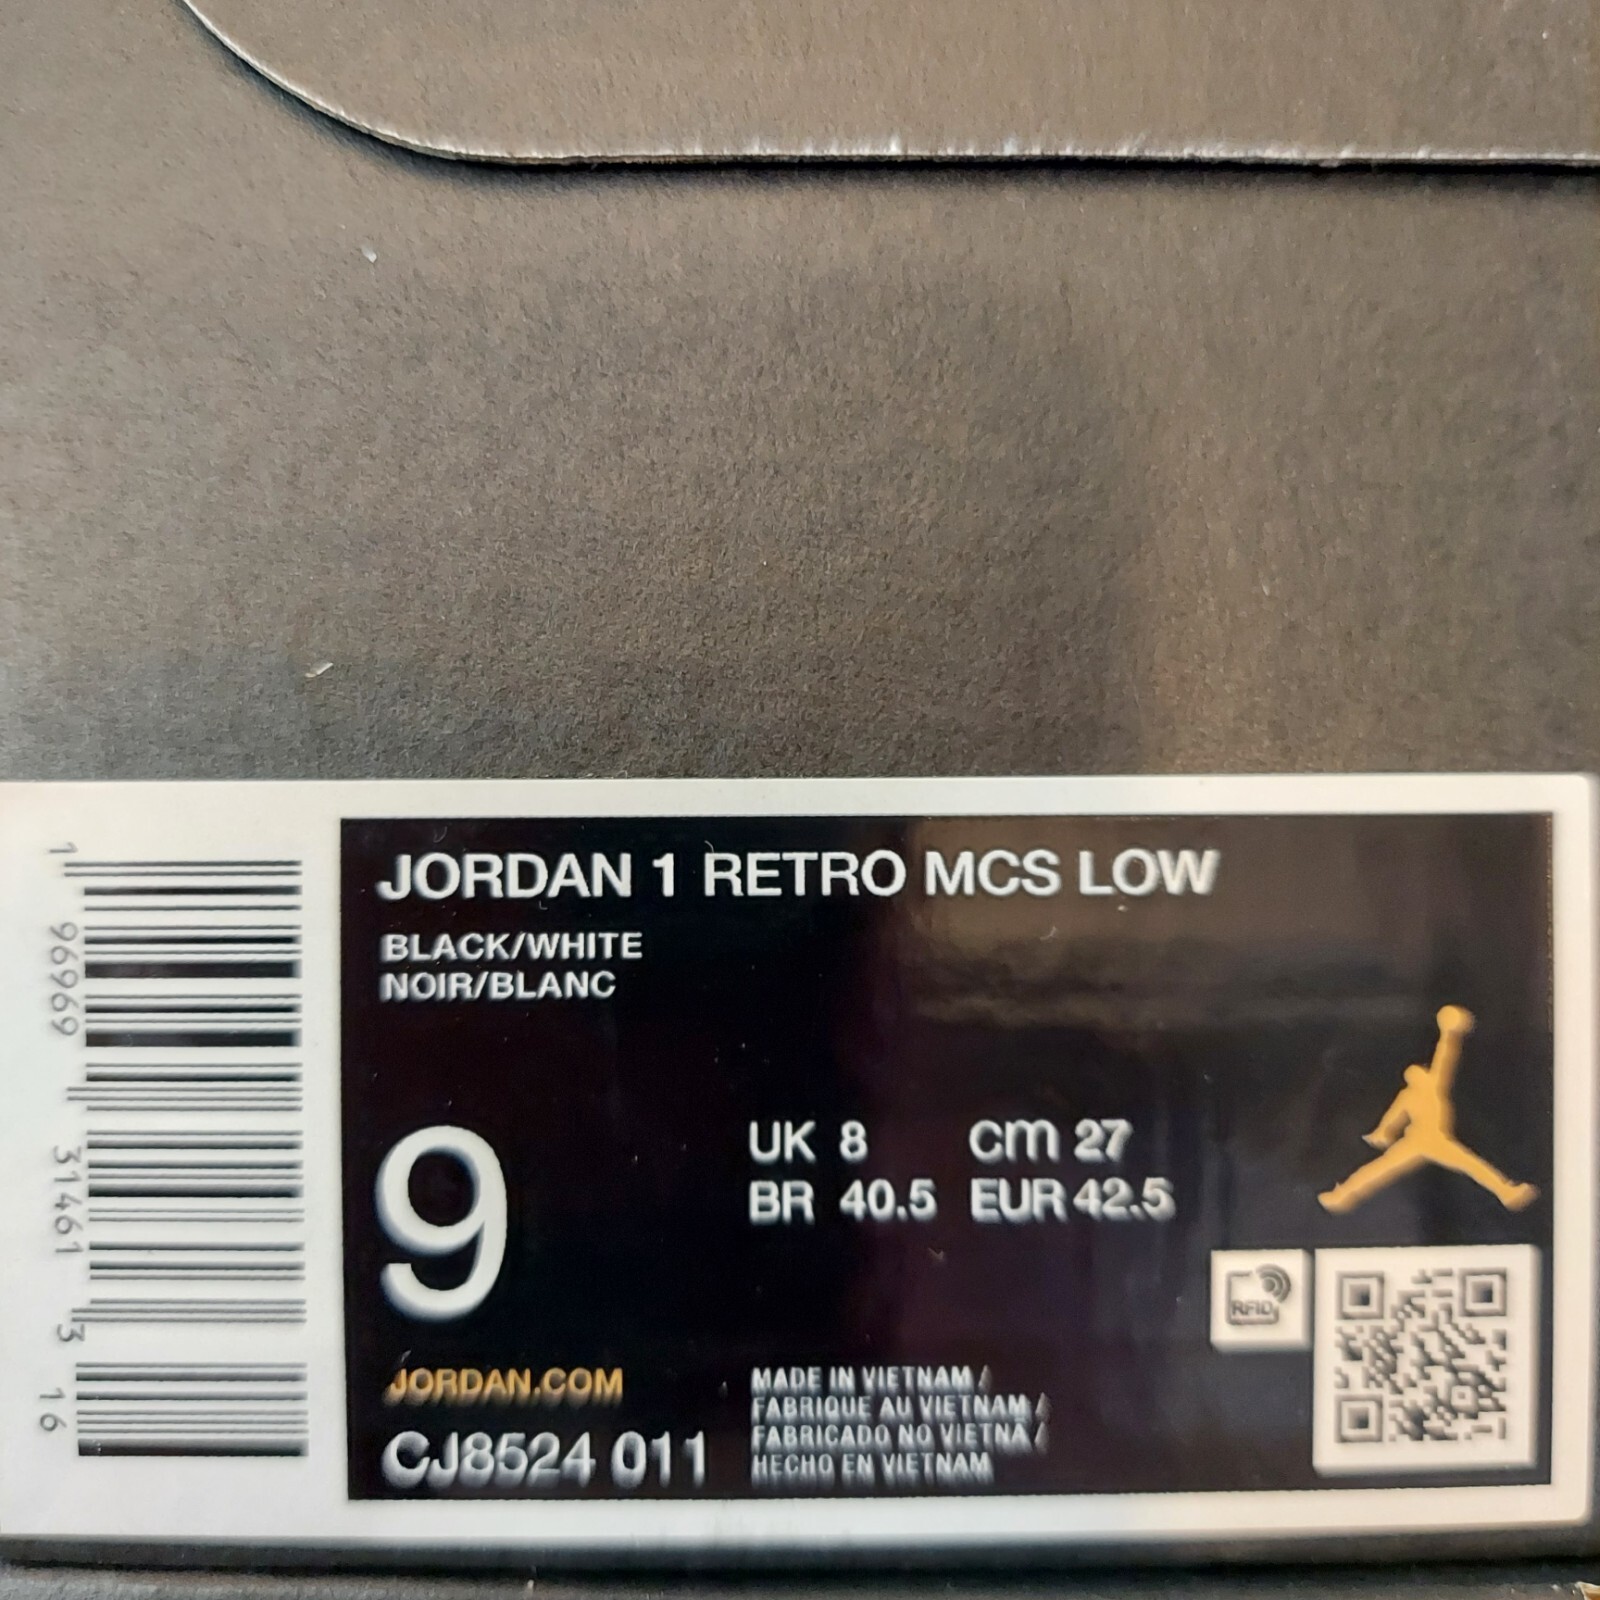 JORDAN 1 RETRO MCS LOW
BLACK/WHITE
NOIR/BLANC
9
UK 8 cm 27
BR 40.5 EUR 42.5
RFID
JORDAN.COM
CJ8524 011
MADE IN VIETNAM /
FABRIQUE AU VIETNAM /
FABRICADO NO VIETNÃ /
HECHO EN VIETNAM
1 96969 31461 3 16